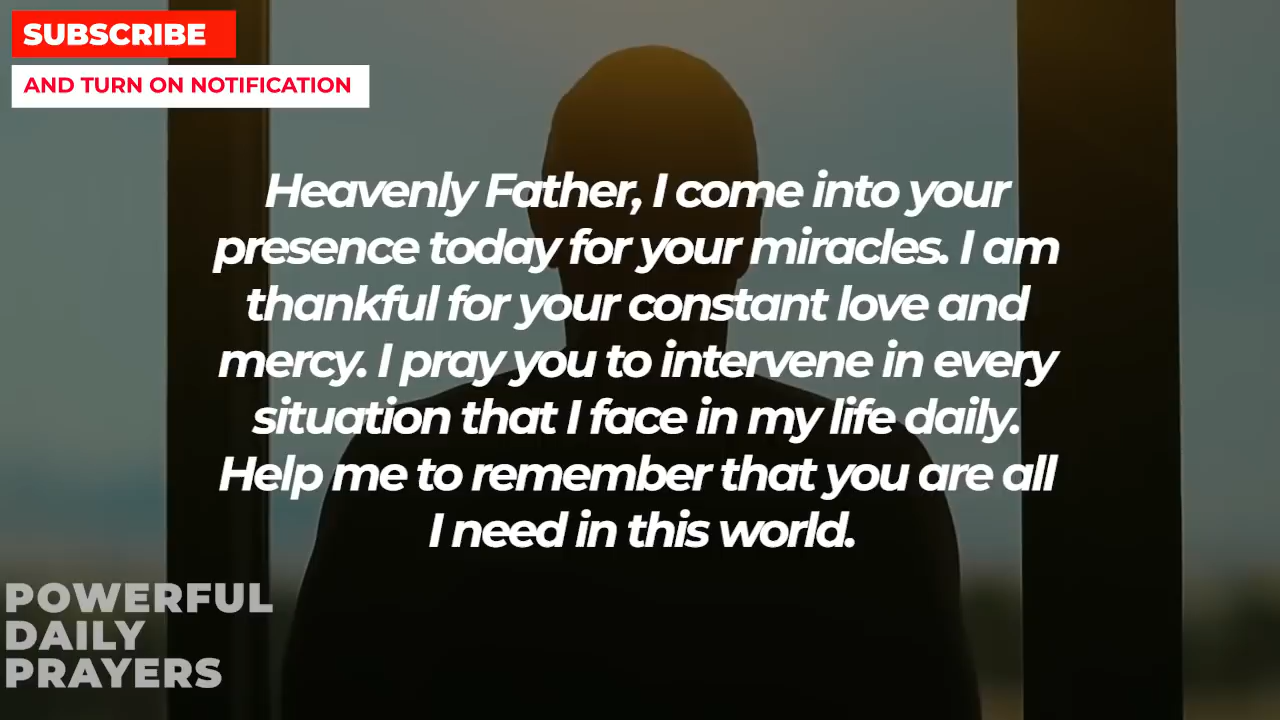 SUBSCRIBE
AND TURN ON NOTIFICATION
Heavenly Father, I come into your
presence today for your miracles. I am
thankful for your constant love and
mercy. I pray you to intervene in every
situation that I face in my life daily.
Help me to remember that you are all
I need in this world.
POWERFUL
DAILY
PRAYERS